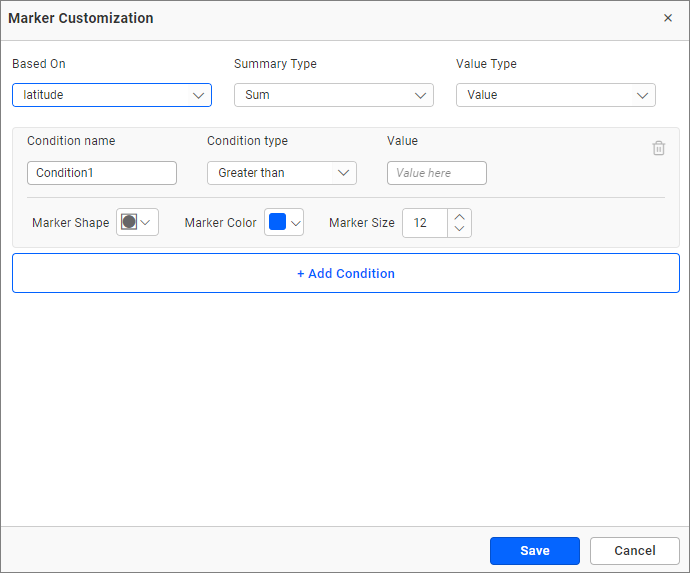 Marker Customization
Based On Summary Type Value Type
latitude Sum Value
Condition name Condition type Value
Condition1 Greater than Value here
Marker Shape Marker Color Marker Size 12
+ Add Condition
Save Cancel